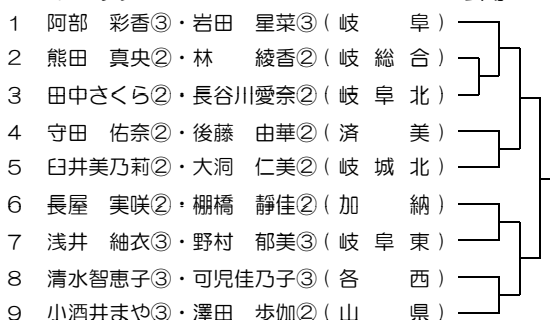 1 阿部 彩香③・岩田 星菜③(岐 阜)
2 熊田 真央②・林 綾香②(岐 総 合)
3 田中さくら②・長谷川愛奈②(岐 阜 北)
4 守田 佑奈②・後藤 由華②(済 美)
5 臼井美乃莉②・大洞 仁美②(岐 城 北)
6 長屋 実咲②・棚橋 靜佳②(加 納)
7 浅井 紬衣③・野村 郁美③(岐 阜 東)
8 清水智恵子③・可児佳乃子③(各 西)
9 小酒井まや③・澤田 歩伽②(山 県)